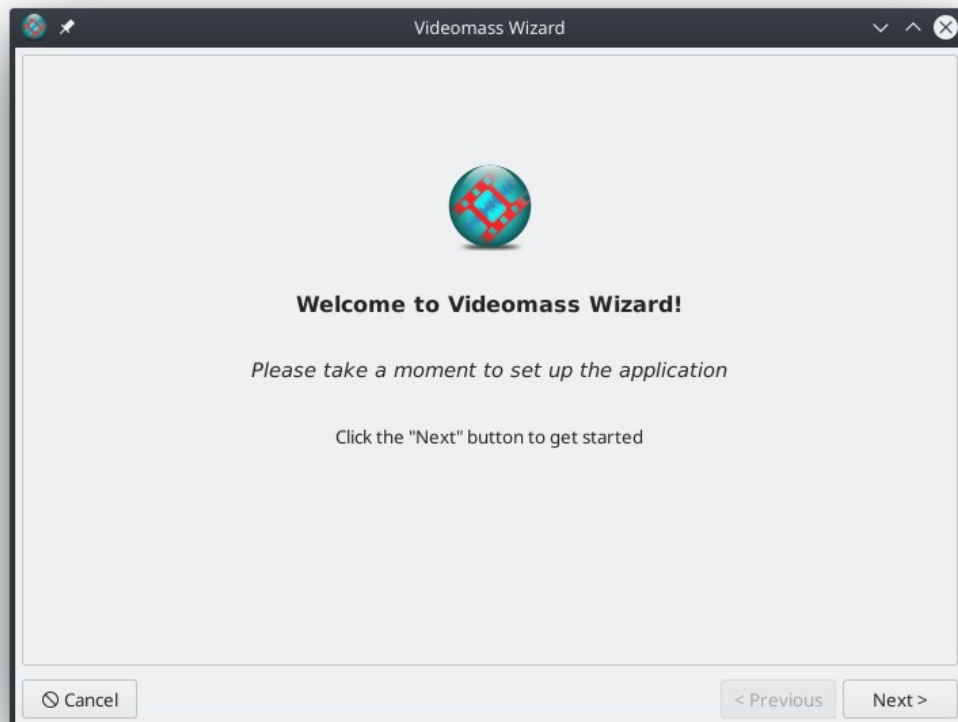 Videomass Wizard
Welcome to Videomass Wizard!
Please take a moment to set up the application
Click the "Next" button to get started
Cancel
< Previous
Next >